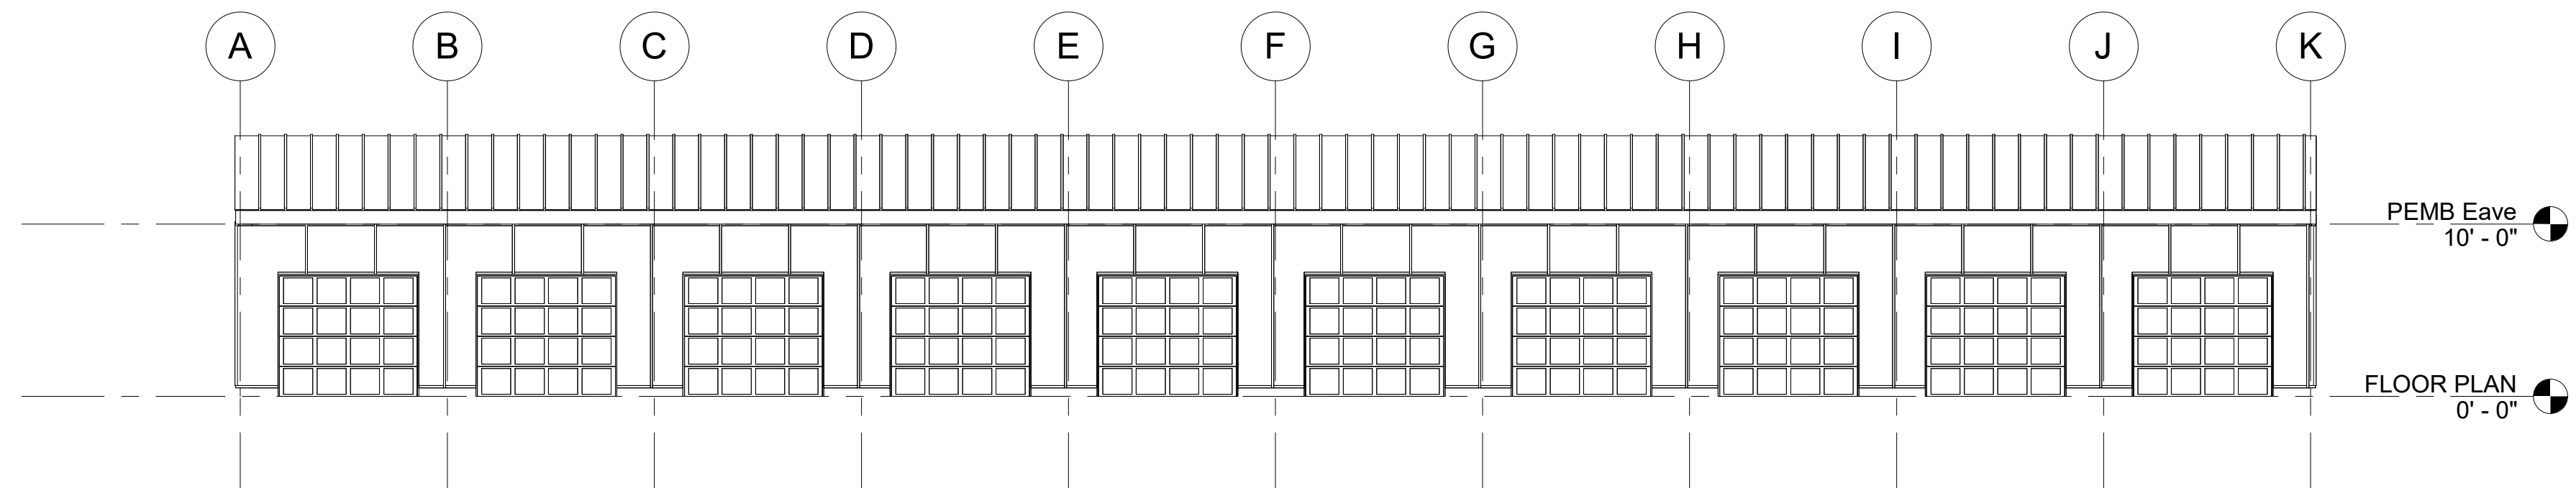 A B C D E F G H I J K
PEMB Eave
10' - 0"
FLOOR PLAN
0' - 0"